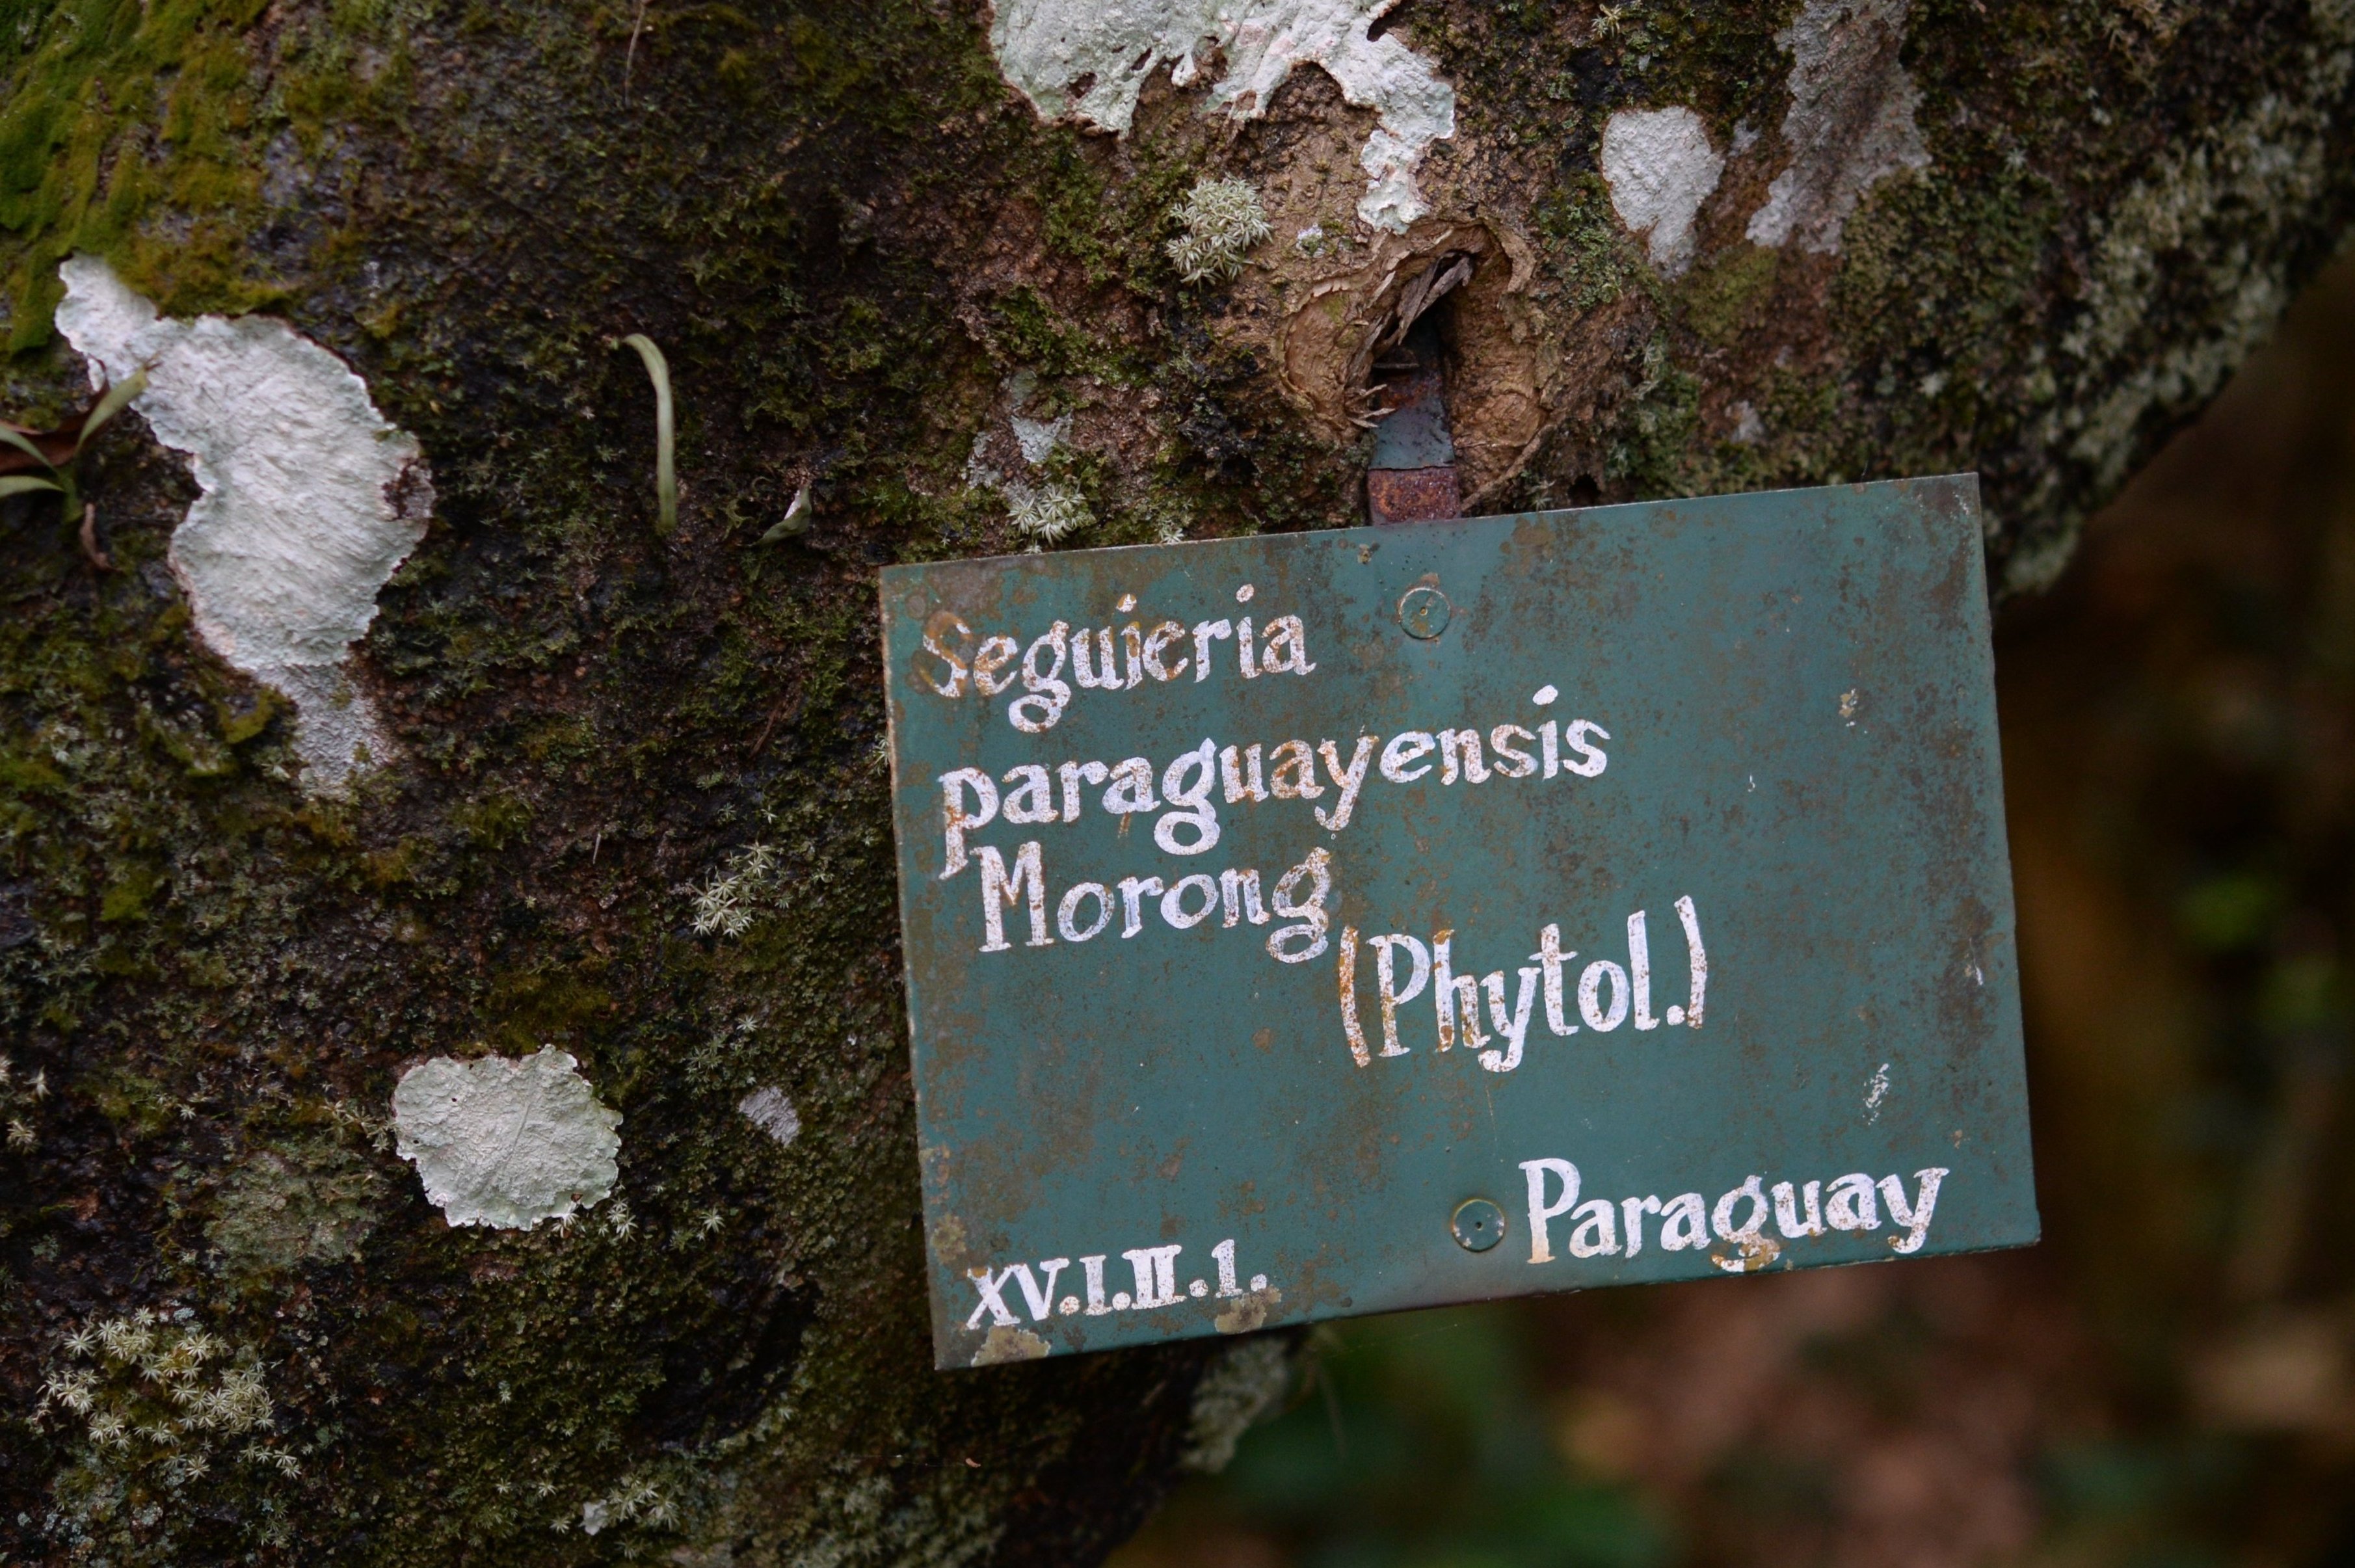 Seguieria
paraguayensis
Morong
(Phytol.)
Paraguay
XV.I.II.1.